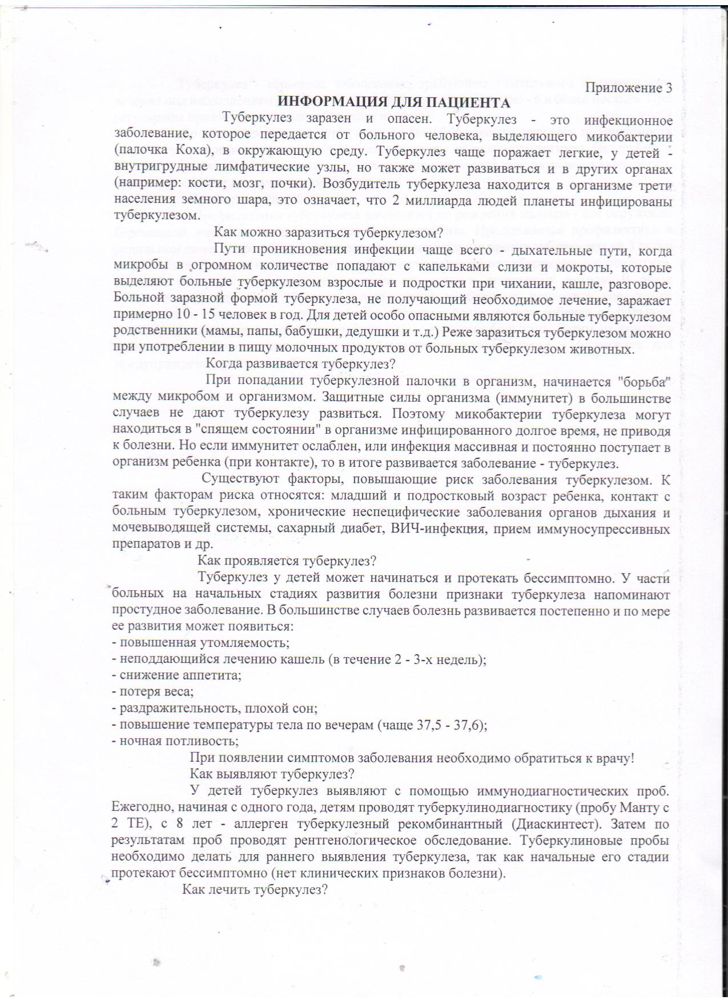 Приложение 3
ИНФОРМАЦИЯ ДЛЯ ПАЦИЕНТА
Туберкулез заразен и опасен. Туберкулез - это инфекционное
заболевание, которое передается от больного человека, выделяющего микобактерии
(палочка Коха), в окружающую среду. Туберкулез чаще поражает легкие, у детей -
внутригрудные лимфатические узлы, но также может развиваться и в других органах
(например: кости, мозг, почки). Возбудитель туберкулеза находится в организме трети
населения земного шара, это означает, что 2 миллиарда людей планеты инфицированы
туберкулезом.
Как можно заразиться туберкулезом?
Пути проникновения инфекции чаще всего - дыхательные пути, когда
микробы в огромном количестве попадают с капельками слизи и мокроты, которые
выделяют больные туберкулезом взрослые и подростки при чихании, кашле, разговоре.
Больной заразной формой туберкулеза, не получающий необходимое лечение, заражает
примерно 10 - 15 человек в год. Для детей особо опасными являются больные туберкулезом
родственники (мамы, папы, бабушки, дедушки и т.д.) Реже заразиться туберкулезом можно
при употреблении в пищу молочных продуктов от больных туберкулезом животных.
Когда развивается туберкулез?
При попадании туберкулезной палочки в организм, начинается "борьба"
между микробом и организмом. Защитные силы организма (иммунитет) в большинстве
случаев не дают туберкулезу развиться. Поэтому микобактерии туберкулеза могут
находиться в "спящем состоянии" в организме инфицированного долгое время, не приводя
к болезни. Но если иммунитет ослаблен, или инфекция массивная и постоянно поступает в
организм ребенка (при контакте), то в итоге развивается заболевание - туберкулез.
Существуют факторы, повышающие риск заболевания туберкулезом. К
таким факторам риска относятся: младший и подростковый возраст ребенка, контакт с
больным туберкулезом, хронические неспецифические заболевания органов дыхания и
мочевыводящей системы, сахарный диабет, ВИЧ-инфекция, прием иммуносупрессивных
препаратов и др.
Как проявляется туберкулез?
Туберкулез у детей может начинаться и протекать бессимптомно. У части
больных на начальных стадиях развития болезни признаки туберкулеза напоминают
простудное заболевание. В большинстве случаев болезнь развивается постепенно и по мере
ее развития может появиться:
- повышенная утомляемость;
- неподдающийся лечению кашель (в течение 2 - 3-х недель);
- снижение аппетита;
- потеря веса;
- раздражительность, плохой сон;
- повышение температуры тела по вечерам (чаще 37,5 - 37,6);
- ночная потливость;
При появлении симптомов заболевания необходимо обратиться к врачу!
Как выявляют туберкулез?
У детей туберкулез выявляют с помощью иммунодиагностических проб.
Ежегодно, начиная с одного года, детям проводят туберкулинодиагностику (пробу Манту с
2 ТЕ), с 8 лет - аллерген туберкулезный рекомбинантный (Диаскинтест). Затем по
результатам проб проводят рентгенологическое обследование. Туберкулиновые пробы
необходимо делать для раннего выявления туберкулеза, так как начальные его стадии
протекают бессимптомно (нет клинических признаков болезни).
Как лечить туберкулез?